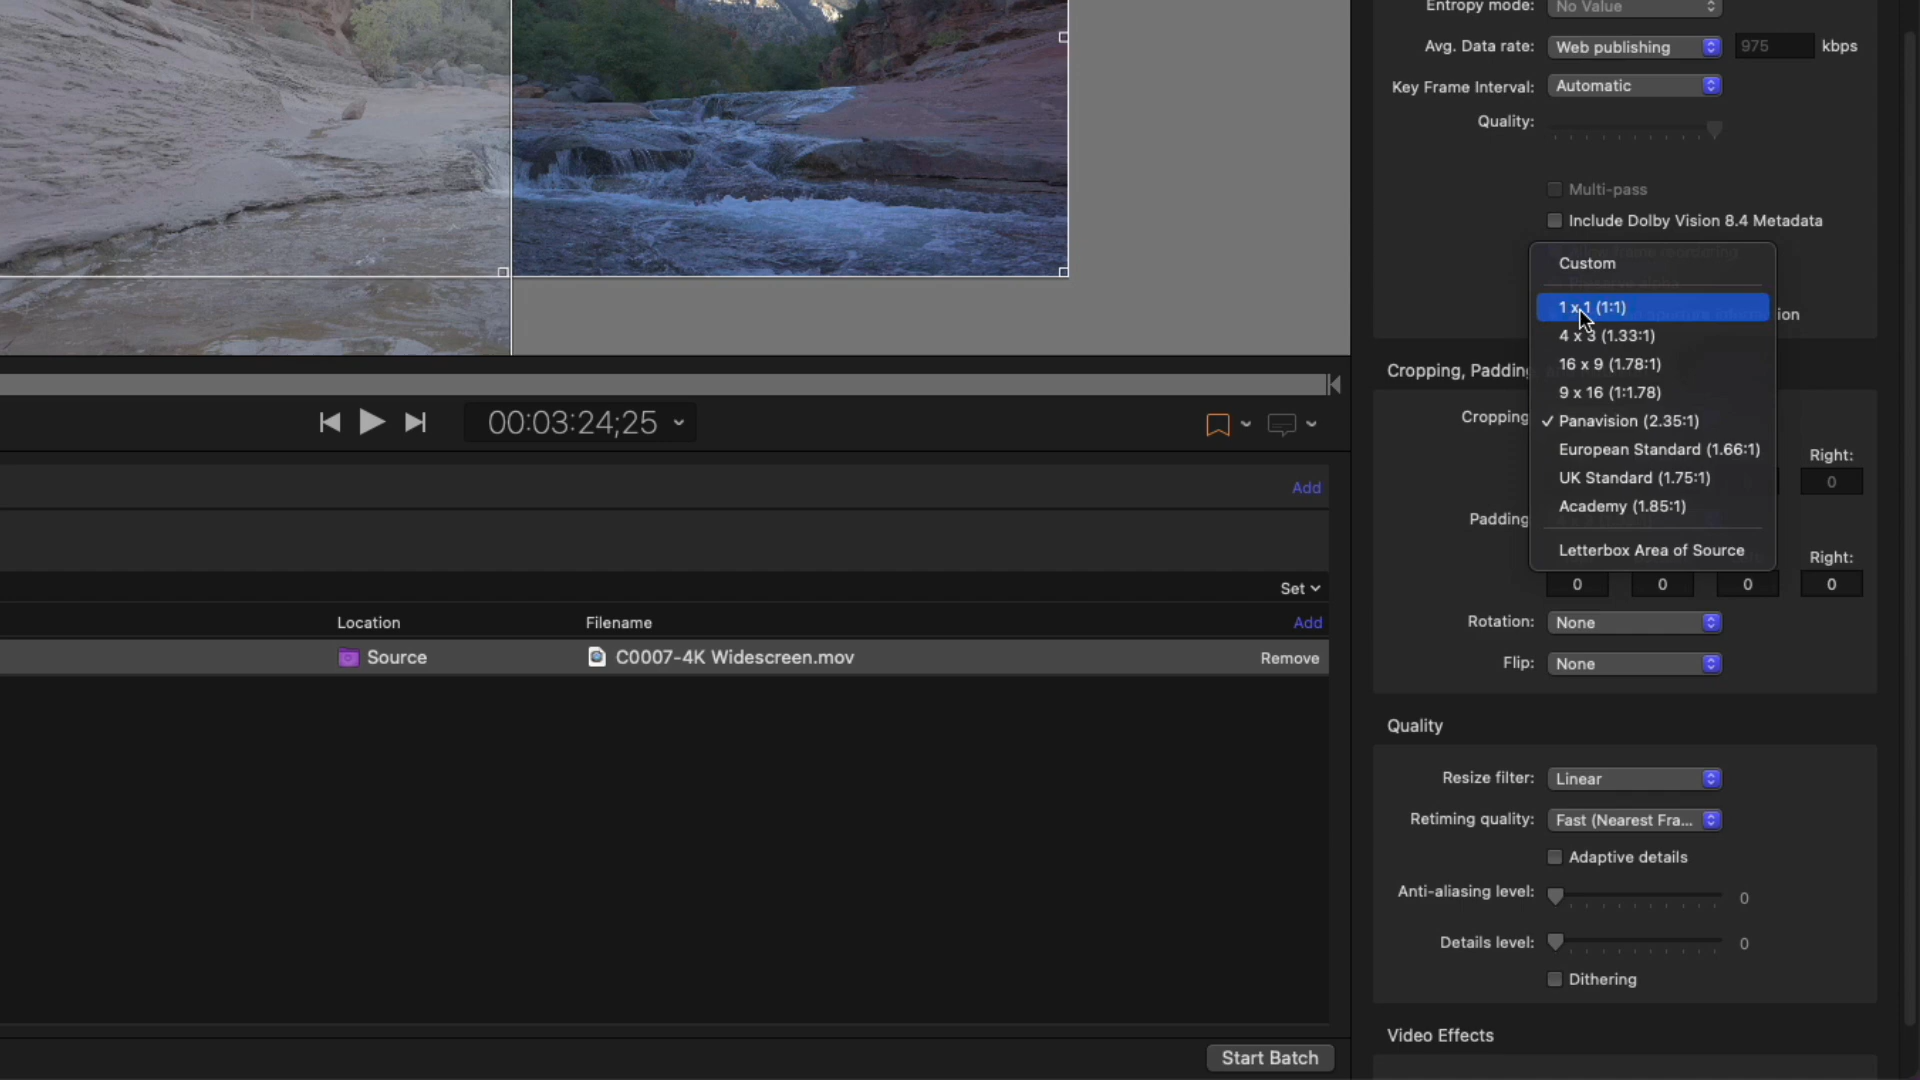 Entropy mode: No Value
Avg. Data rate: Web publishing 975 kbps
Key Frame Interval: Automatic
Quality:
Multi-pass
Include Dolby Vision 8.4 Metadata
Custom
1 x 1 (1:1)
4 x 3 (1.33:1)
16 x 9 (1.78:1)
9 x 16 (1:1.78)
✓ Panavision (2.35:1)
European Standard (1.66:1)
UK Standard (1.75:1)
Academy (1.85:1)
Letterbox Area of Source
Cropping, Padding,
Cropping
Right:
0
Padding
Right:
0 0 0 0
Rotation: None
Flip: None
Quality
Resize filter: Linear
Retiming quality: Fast (Nearest Fra...
Adaptive details
Anti-aliasing level: 0
Details level: 0
Dithering
Video Effects
00:03:24;25
Add
Set
Location Filename Add
Source C0007-4K Widescreen.mov Remove
Start Batch